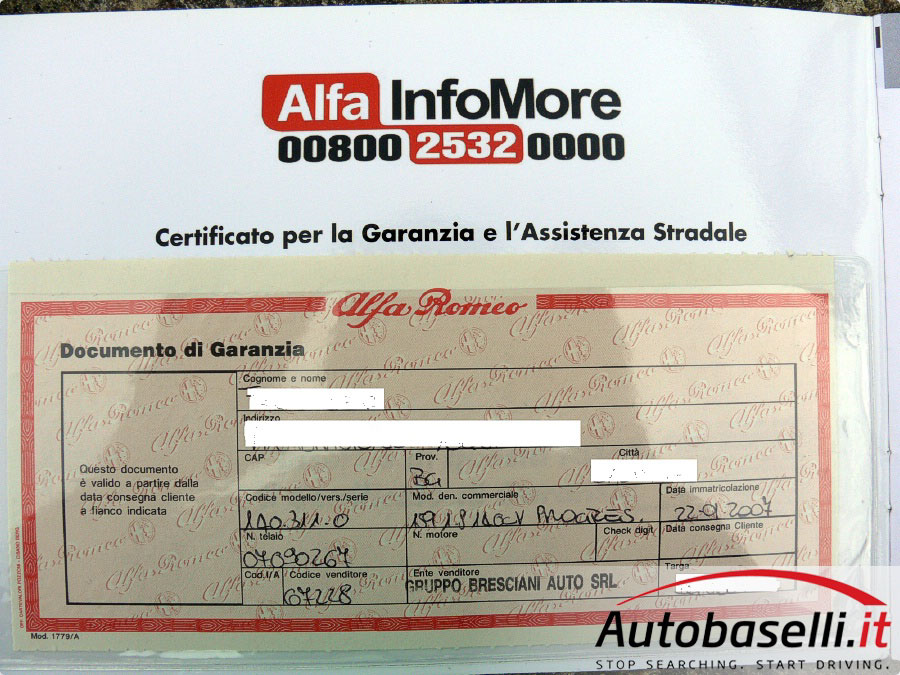 Alfa InfoMore
00800 2532 0000
Certificato per la Garanzia e l'Assistenza Stradale
Alfa Romeo
Documento di Garanzia
Cognome e nome
Indirizzo
CAP
Prov.
Città
BG
Questo documento
è valido a partire dalla
data consegna cliente
a fianco indicata
Codice modello/vers./serie
Mod. den. commerciale
Data immatricolazione
22-01-2007
N. telaio
N. motore
Check digit
Data consegna Cliente
07090267
Cod.I/A
Codice venditore
Ente venditore
Targa
67228
GRUPPO BRESCIANI AUTO SRL
Mod. 1779/A
Autobaselli.it
STOP SEARCHING. START DRIVING.